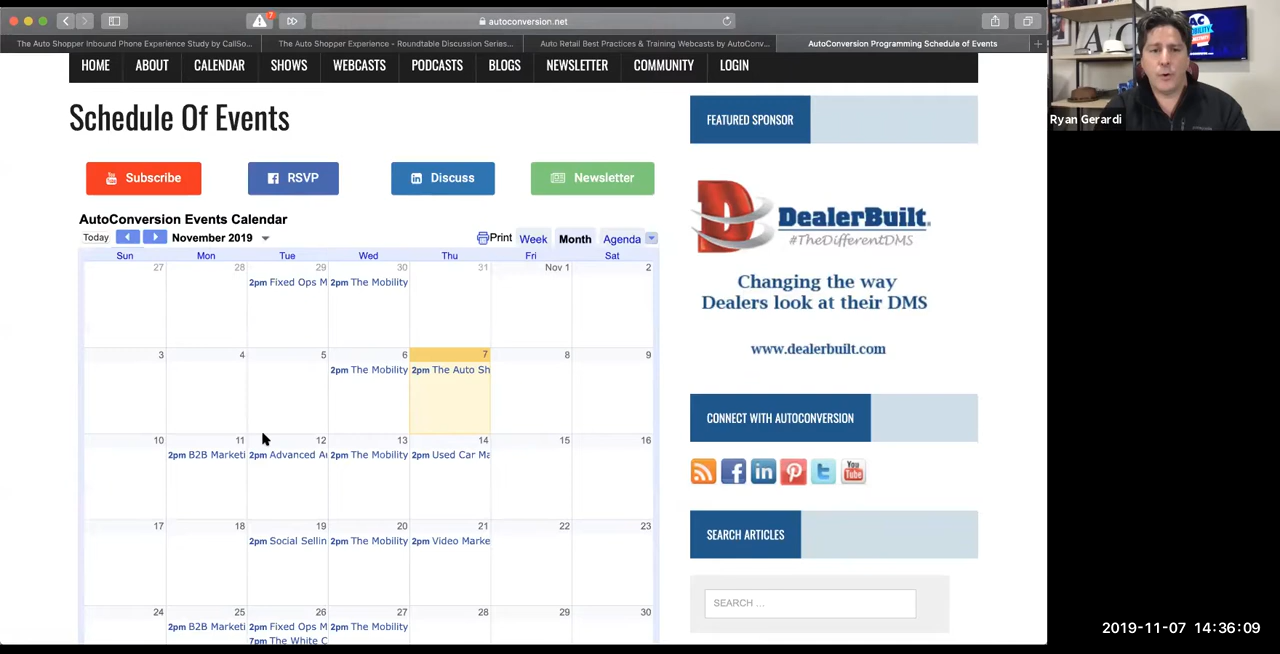 autoconversion.net
The Auto Shopper Inbound Phone Experience Study by CallSo...
The Auto Shopper Experience - Roundtable Discussion Series...
Auto Retail Best Practices & Training Webcasts by AutoConv...
AutoConversion Programming Schedule of Events
HOME ABOUT CALENDAR SHOWS WEBCASTS PODCASTS BLOGS NEWSLETTER COMMUNITY LOGIN
Schedule Of Events
Subscribe RSVP Discuss Newsletter
AutoConversion Events Calendar
Today November 2019 Print Week Month Agenda
Sun Mon Tue Wed Thu Fri Sat
27 28 29 30 31 Nov 1 2
2pm Fixed Ops M 2pm The Mobility
3 4 5 6 7 8 9
2pm The Mobility 2pm The Auto Sh
10 11 12 13 14 15 16
2pm B2B Marketi 2pm Advanced Au 2pm The Mobility 2pm Used Car Ma
17 18 19 20 21 22 23
2pm Social Sellin 2pm The Mobility 2pm Video Marke
24 25 26 27 28 29 30
2pm B2B Marketi 2pm Fixed Ops M 2pm The Mobility
7pm The White C
FEATURED SPONSOR
DealerBuilt
#TheDifferentDMS
Changing the way
Dealers look at their DMS
www.dealerbuilt.com
CONNECT WITH AUTOCONVERSION
You
Tube
SEARCH ARTICLES
SEARCH ...
Ryan Gerardi
2019-11-07 14:36:09